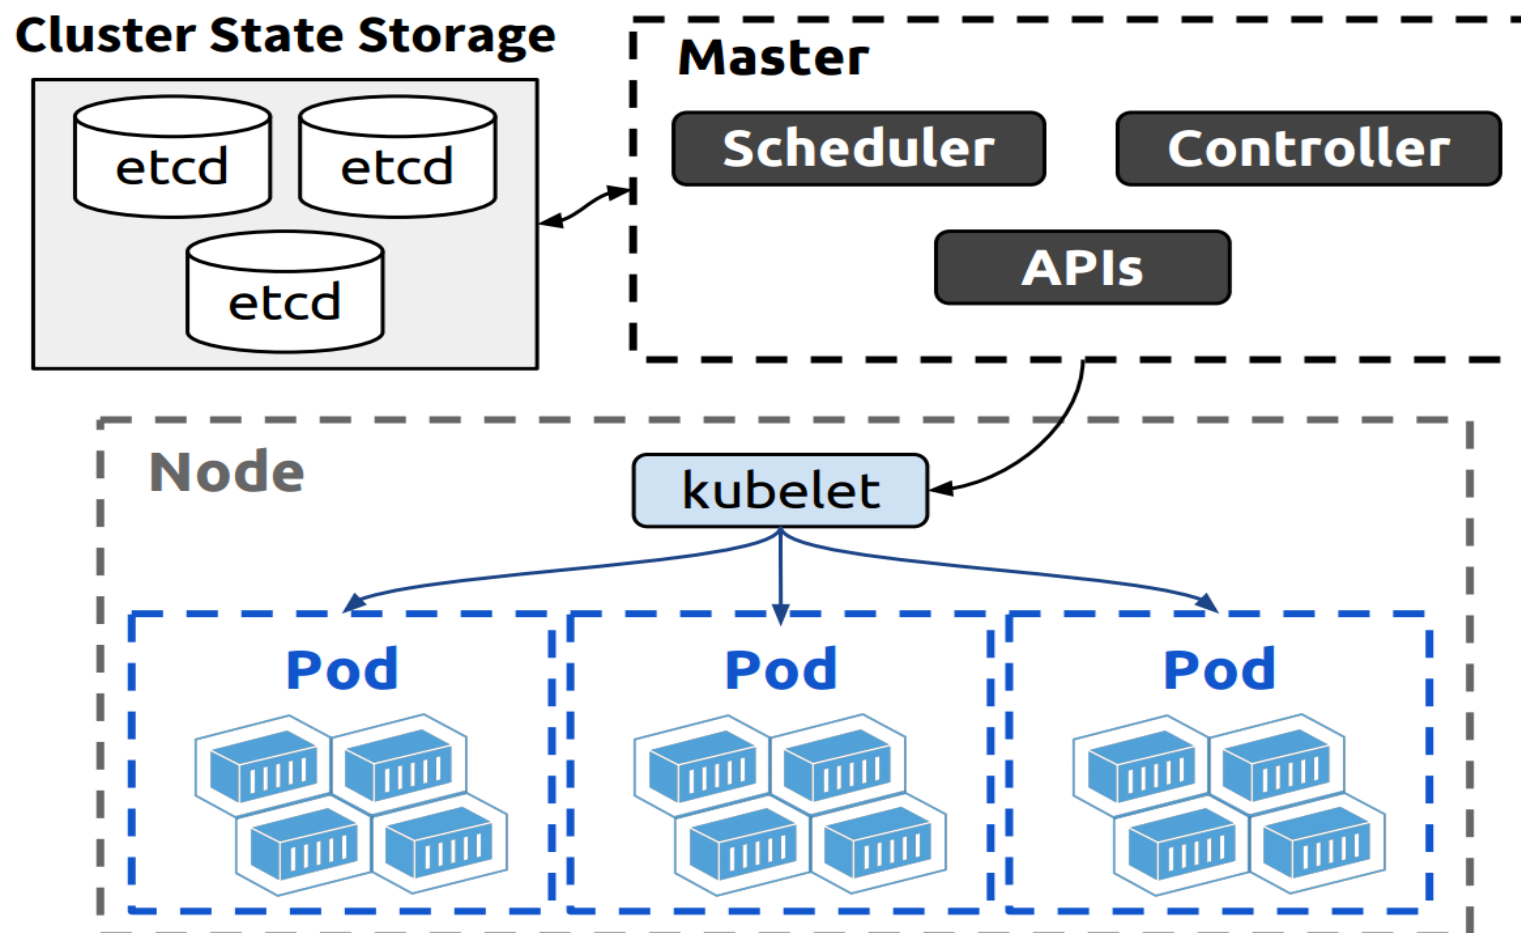 Cluster State Storage
etcd
etcd
etcd
Master
Scheduler
Controller
APIs
Node
kubelet
Pod
Pod
Pod